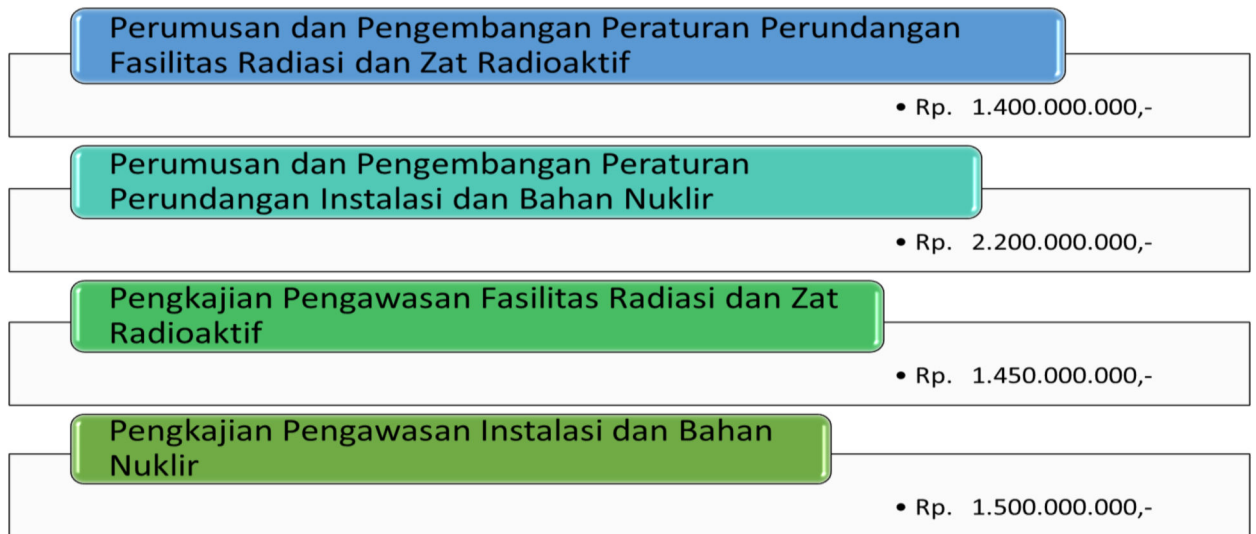 Perumusan dan Pengembangan Peraturan Perundangan
Fasilitas Radiasi dan Zat Radioaktif
• Rp. 1.400.000.000,-
Perumusan dan Pengembangan Peraturan
Perundangan Instalasi dan Bahan Nuklir
• Rp. 2.200.000.000,-
Pengkajian Pengawasan Fasilitas Radiasi dan Zat
Radioaktif
• Rp. 1.450.000.000,-
Pengkajian Pengawasan Instalasi dan Bahan
Nuklir
• Rp. 1.500.000.000,-